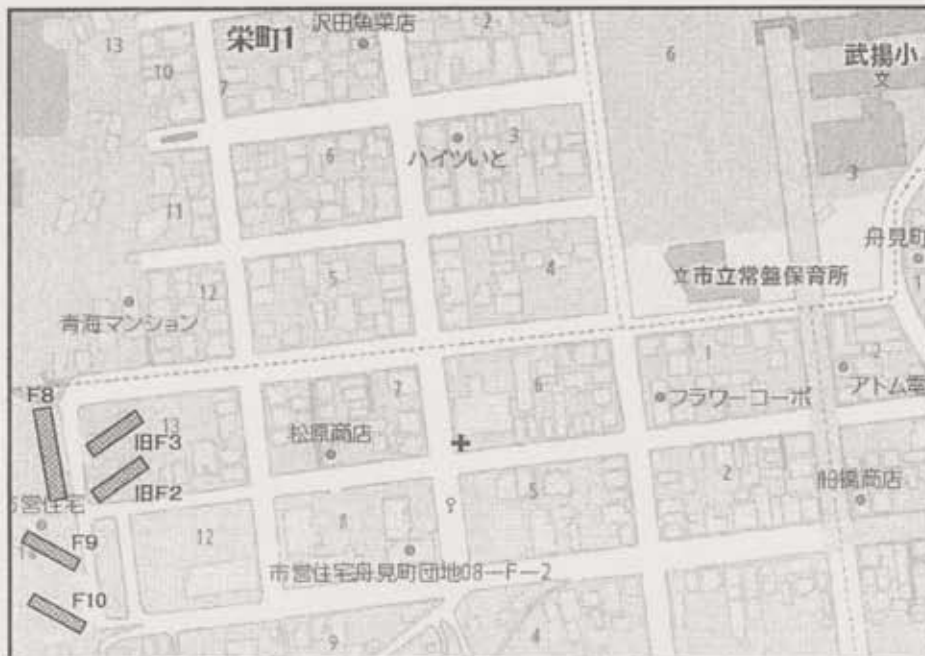 沢田魚菜店
栄町1
13
2
10
7
6
武揚小
文
6
3
ハイツいと
3
11
舟見町
5
4
12
文市立常盤保育所
青海マンション
1
2
アトム電
F8
7
6
フラワーコーポ
13
旧F3
松原商店
旧F2
5
2
船橋商店
営住宅
F9
12
8
市営住宅舟見町団地08―F―2
F10
9
4